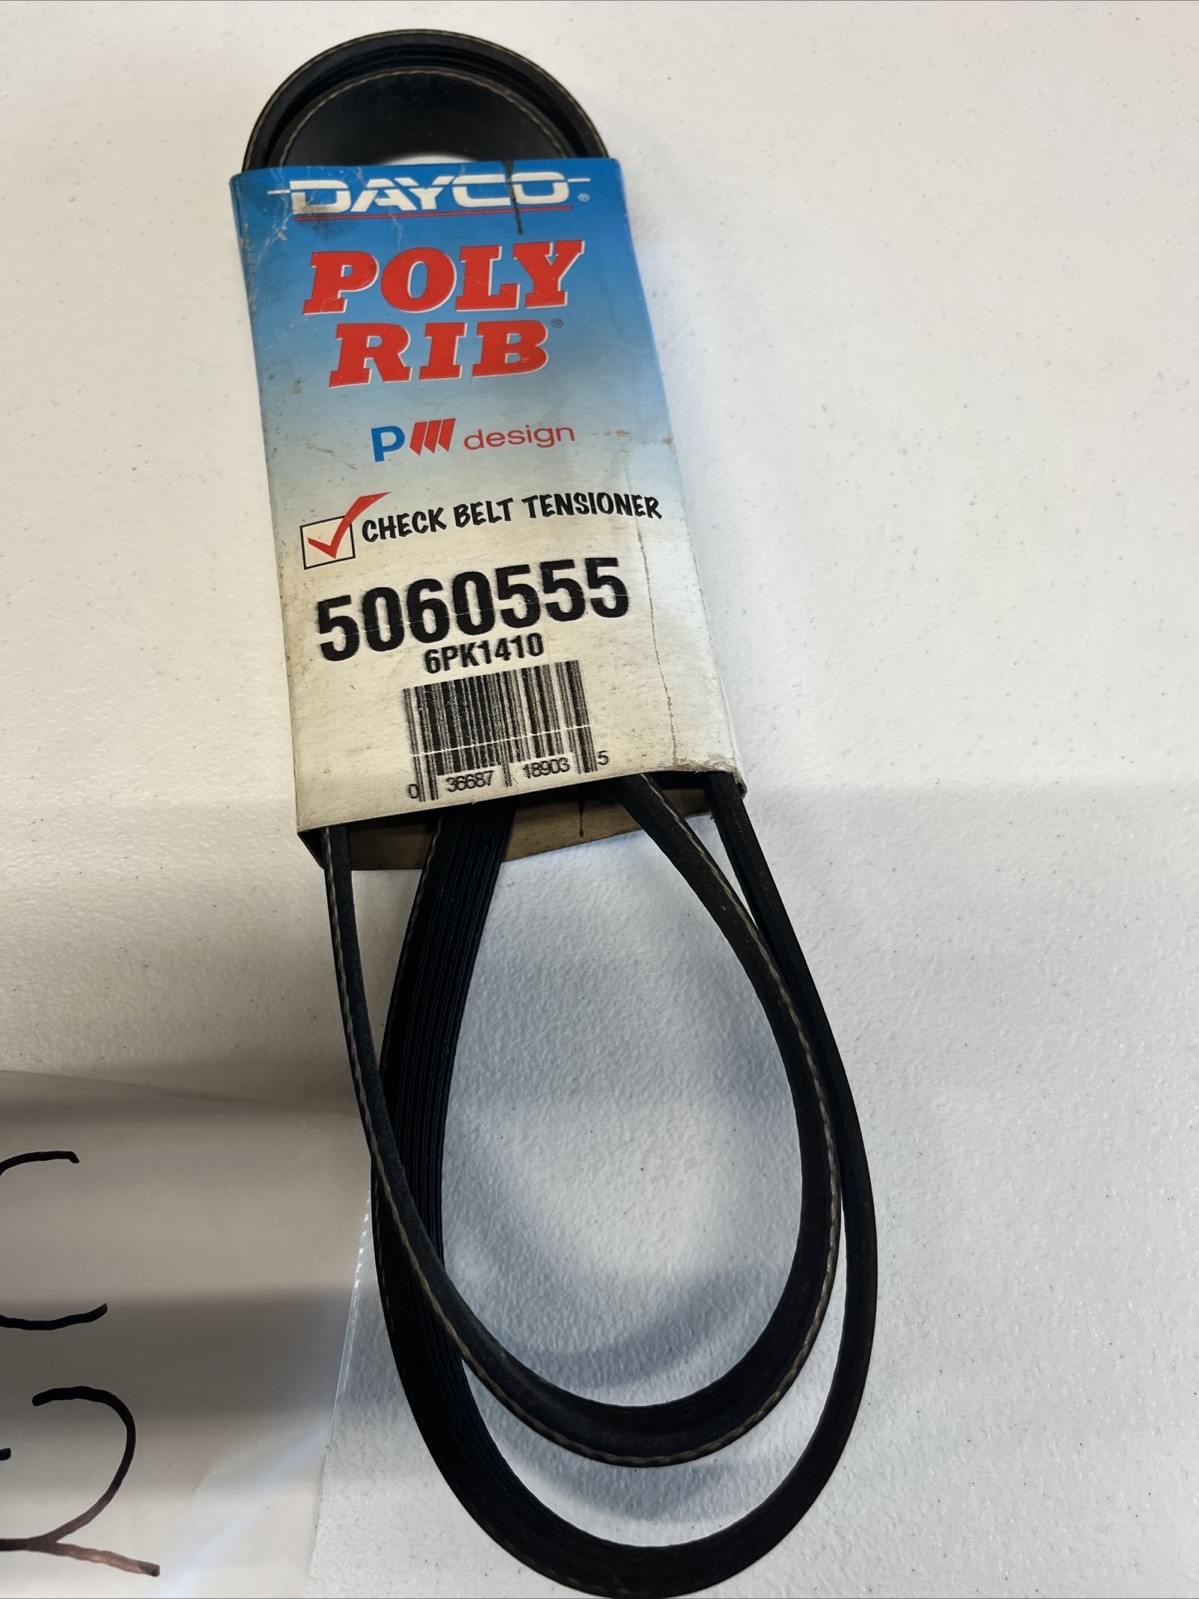 DAYCO®
POLY
RIB®
P design
CHECK BELT TENSIONER
5060555
6PK1410
0 36687 18903 5